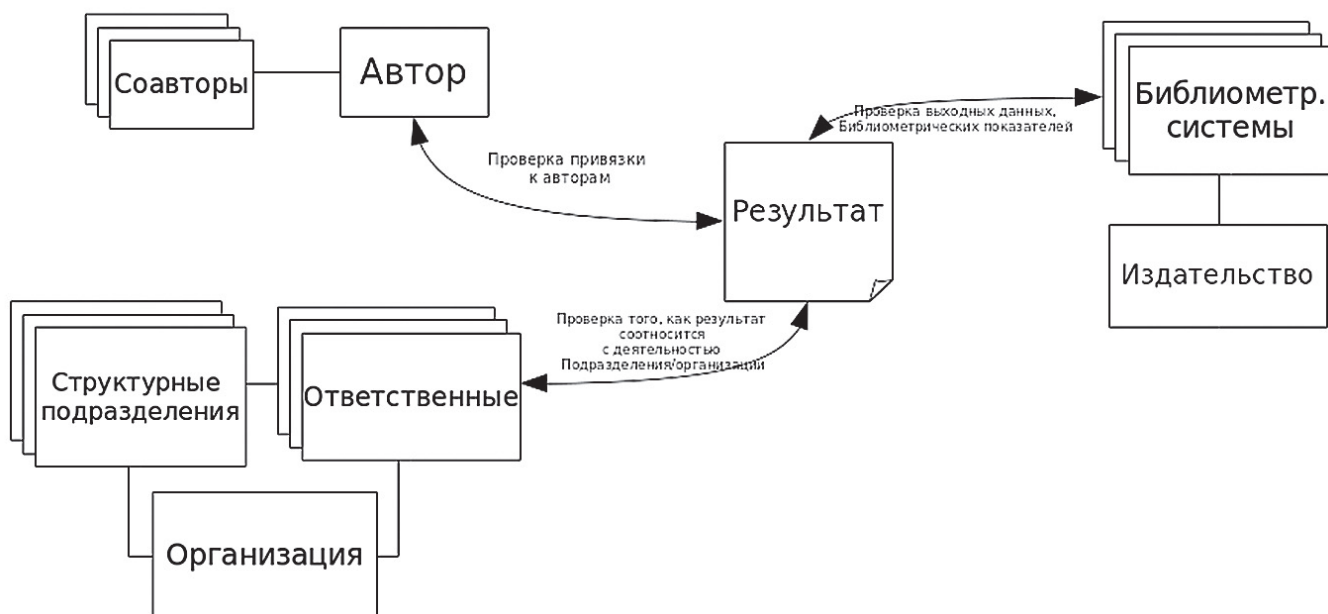 Соавторы
Автор
Проверка привязки
к авторам
Проверка выходных данных,
Библиометрических показателей
Библиометр.
системы
Результат
Издательство
Структурные
подразделения
Ответственные
Проверка того, как результат
соотносится
с деятельностью
Подразделения/организации
Организация